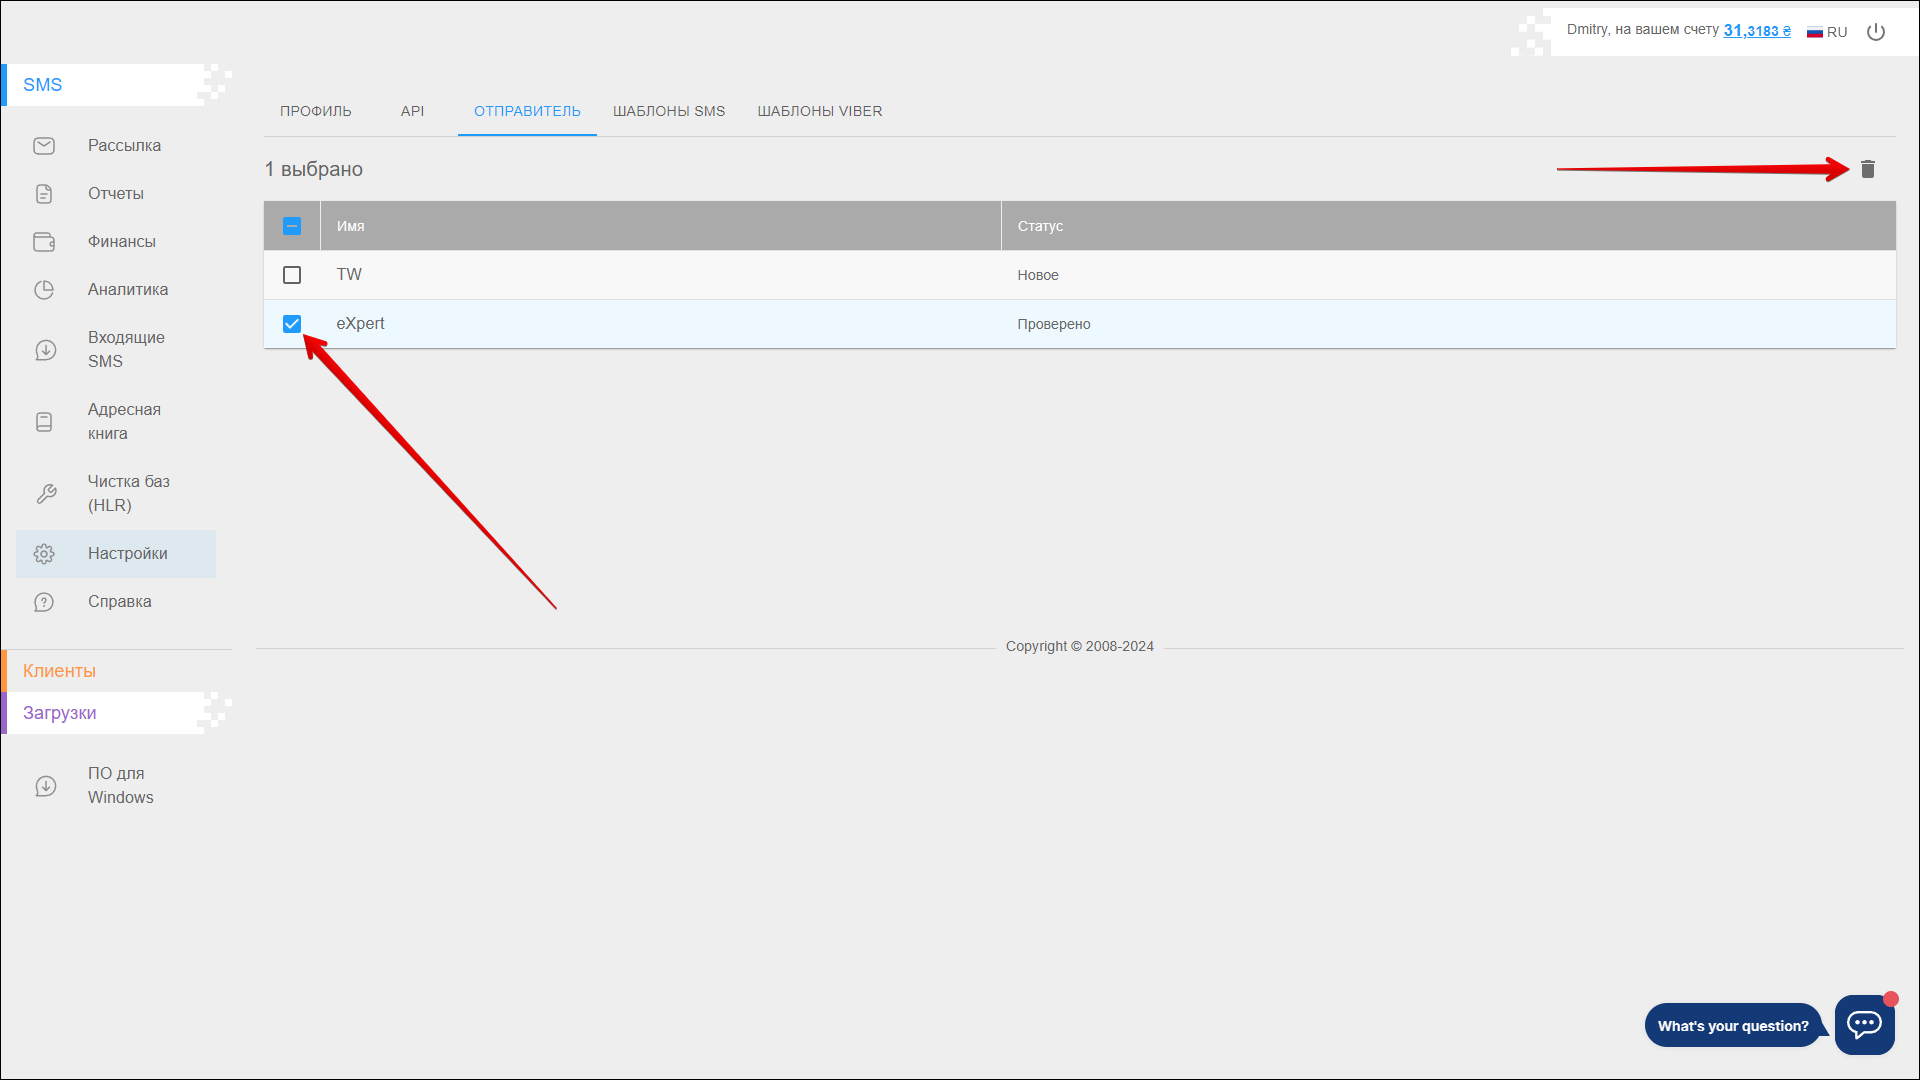 Dmitry, на вашем счету 31,3183 ₴
RU
SMS
Рассылка
Отчеты
Финансы
Аналитика
Входящие
SMS
Адресная
книга
Чистка баз
(HLR)
Настройки
Справка
Клиенты
Загрузки
ПО для
Windows
ПРОФИЛЬ API ОТПРАВИТЕЛЬ ШАБЛОНЫ SMS ШАБЛОНЫ VIBER
1 выбрано
Имя Статус
TW Новое
eXpert Проверено
Copyright © 2008-2024
What's your question?